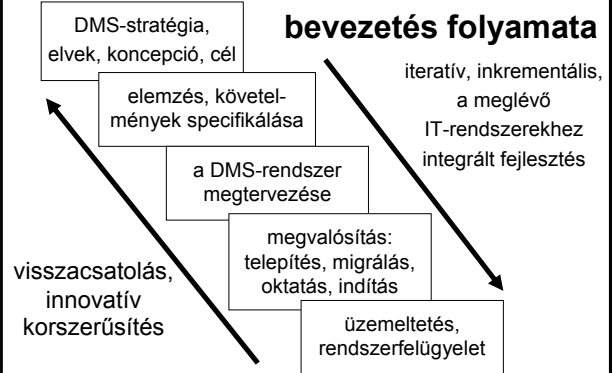 bevezetés folyamata
DMS-stratégia,
elvek, koncepció, cél
iteratív, inkrementális,
a meglévő
IT-rendszerekhez
integrált fejlesztés
elemzés, követel-
mények specifikálása
a DMS-rendszer
megtervezése
megvalósítás:
telepítés, migrálás,
oktatás, indítás
visszacsatolás,
innovatív
korszerűsítés
üzemeltetés,
rendszerfelügyelet